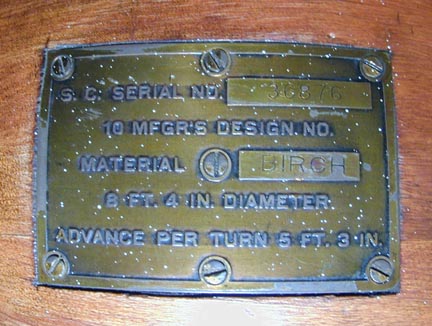 S. C. SERIAL NO. 30876
10 MFGR'S DESIGN NO.
MATERIAL BIRCH
8 FT. 4 IN. DIAMETER
ADVANCE PER TURN 5 FT. 3 IN.